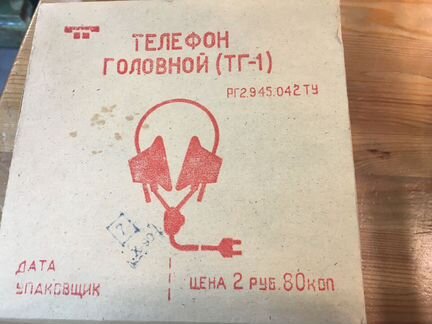 ТЕЛЕФОН
ГОЛОВНОЙ (ТГ-1)
РГ2.945.042 ТУ
ДАТА
УПАКОВЩИК
ЦЕНА 2 РУБ. 80 КОП